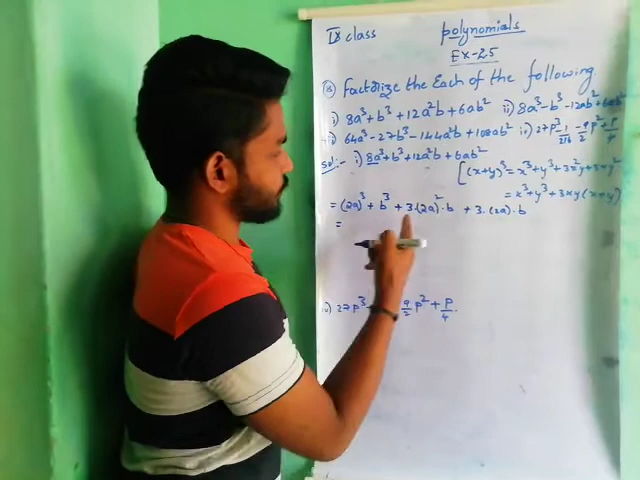 IX class polynomials
EX-2.5
④ Factorize the Each of the following.
i) 8a³+b³+12a²b+6ab² ii) 8a³-b³-12ab²+6ab²
iii) 64a³-27b³-144a²b+108ab² iv) 27p³-1/216-9/2p²+p/4
Sol:- i) 8a³+b³+12a²b+6ab²
[(x+y)³=x³+y³+3x²y+3xy²
= x³+y³+3xy(x+y)
= (2a)³+b³+3.(2a)².b + 3.(2a).b
=
iv) 27p³- 9/2 p²+p/4.